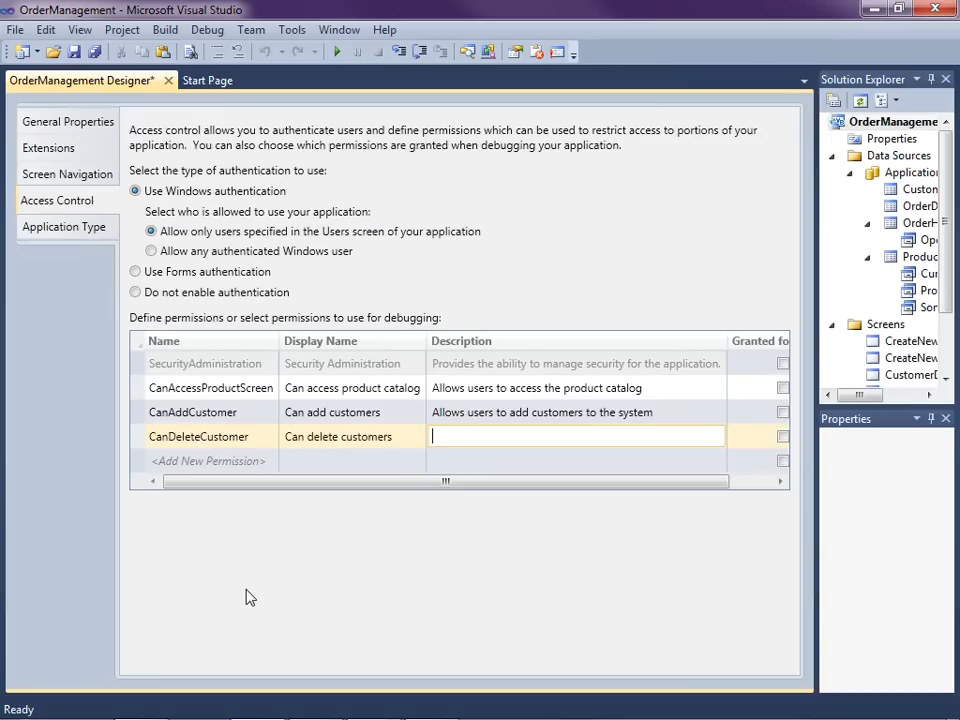 OrderManagement - Microsoft Visual Studio
File Edit View Project Build Debug Team Tools Window Help
OrderManagement Designer* Start Page
Solution Explorer
General Properties
Extensions
Screen Navigation
Access Control
Application Type
Access control allows you to authenticate users and define permissions which can be used to restrict access to portions of your
application. You can also choose which permissions are granted when debugging your application.
Select the type of authentication to use:
Use Windows authentication
Select who is allowed to use your application:
Allow only users specified in the Users screen of your application
Allow any authenticated Windows user
Use Forms authentication
Do not enable authentication
Define permissions or select permissions to use for debugging:
Name Display Name Description Granted fo
SecurityAdministration Security Administration Provides the ability to manage security for the application.
CanAccessProductScreen Can access product catalog Allows users to access the product catalog
CanAddCustomer Can add customers Allows users to add customers to the system
CanDeleteCustomer Can delete customers
<Add New Permission>
OrderManageme
Properties
Data Sources
Application
Custon
OrderD
OrderH
Ope
Produc
Cur
Pro
Sor
Screens
CreateNew
CreateNew
CustomerD
Properties
Ready